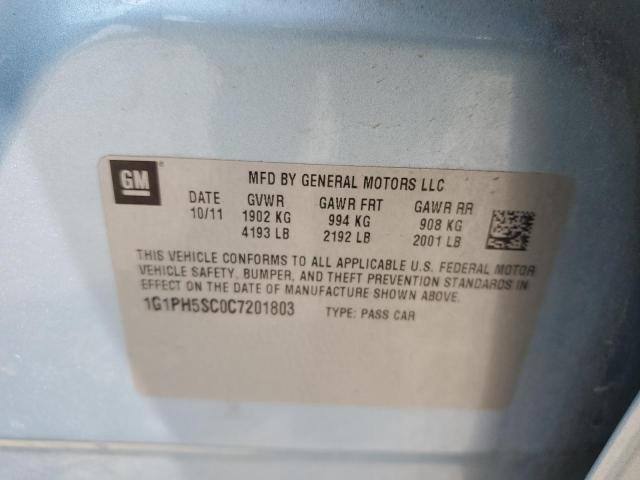 GM
MFD BY GENERAL MOTORS LLC
DATE GVWR GAWR FRT GAWR RR
10/11 1902 KG 994 KG 908 KG
4193 LB 2192 LB 2001 LB
THIS VEHICLE CONFORMS TO ALL APPLICABLE U.S. FEDERAL MOTOR
VEHICLE SAFETY, BUMPER, AND THEFT PREVENTION STANDARDS IN
EFFECT ON THE DATE OF MANUFACTURE SHOWN ABOVE.
1G1PH5SC0C7201803 TYPE: PASS CAR